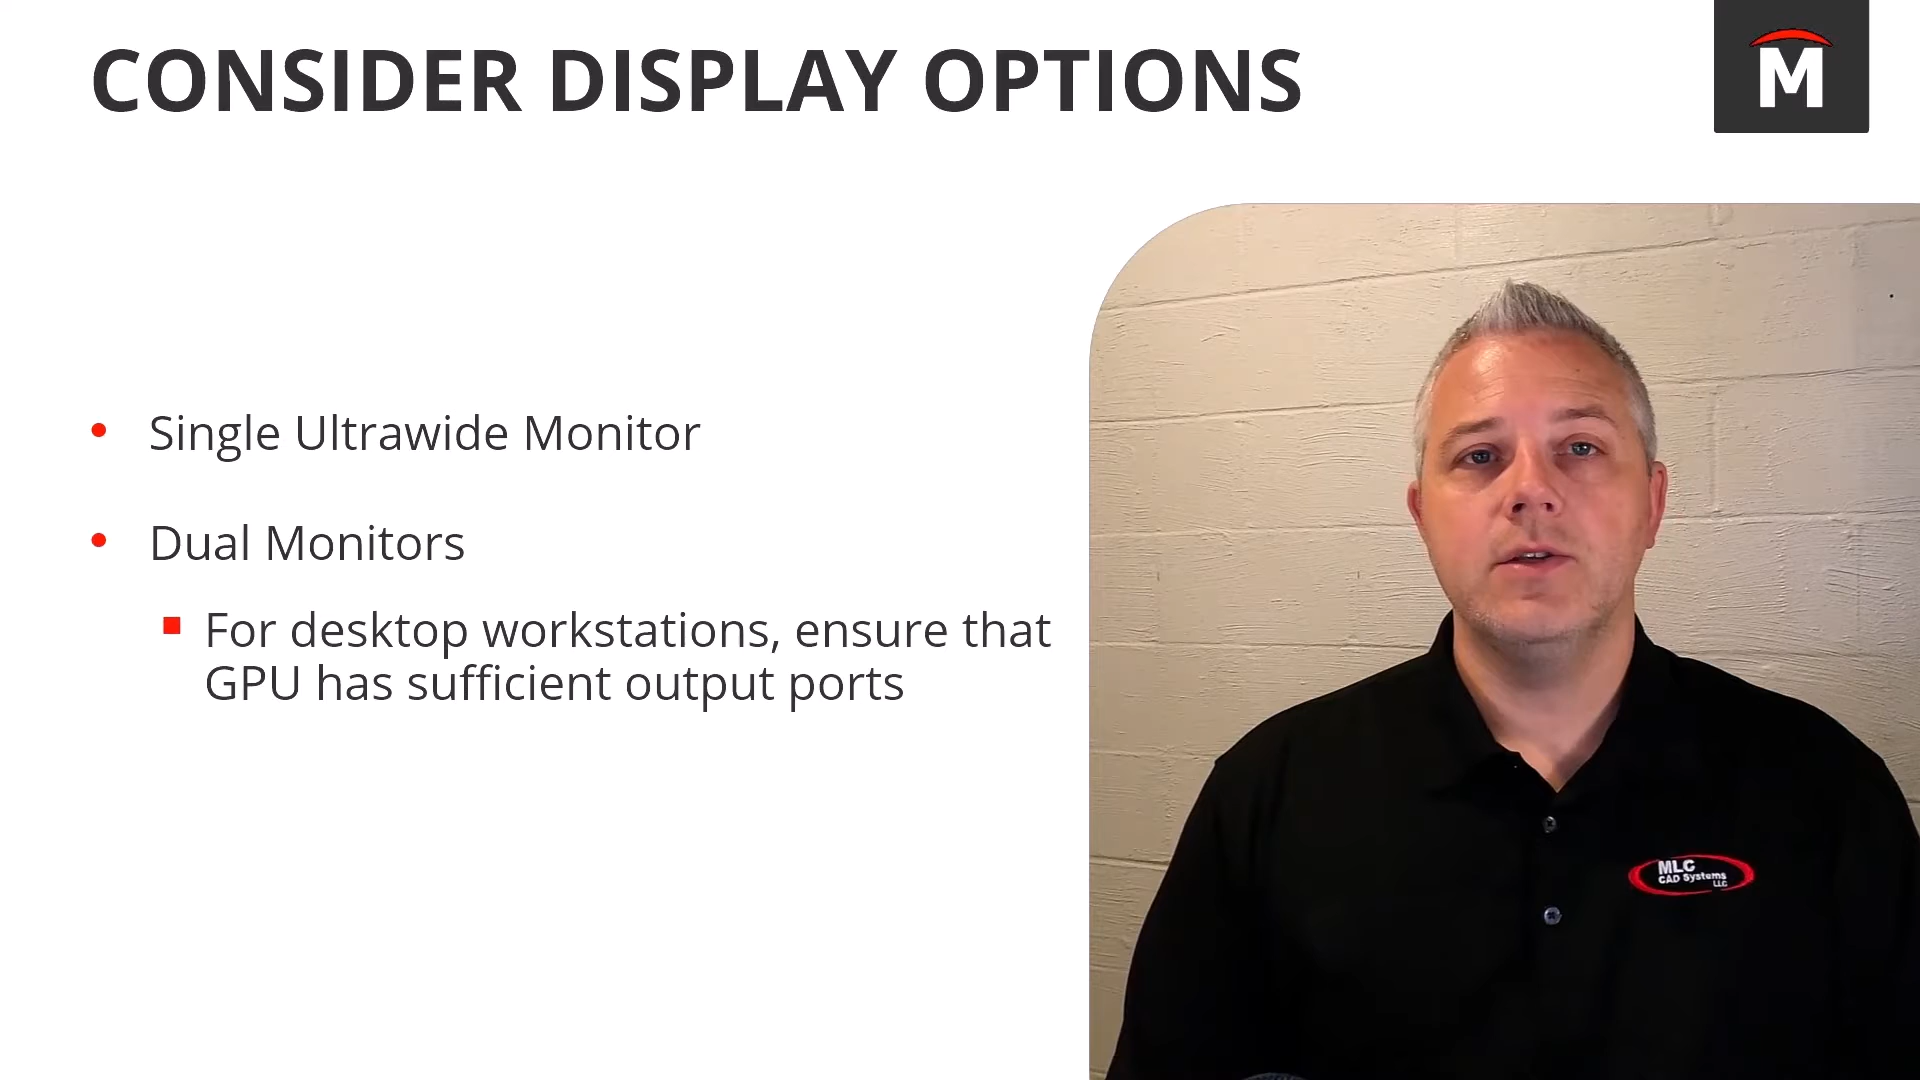 CONSIDER DISPLAY OPTIONS
M
• Single Ultrawide Monitor
• Dual Monitors
▪ For desktop workstations, ensure that
GPU has sufficient output ports
MLC
CAD Systems
LLC